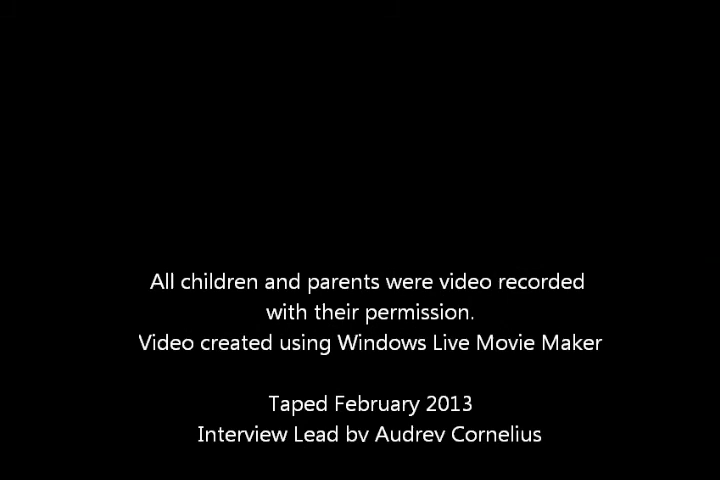 All children and parents were video recorded
with their permission.
Video created using Windows Live Movie Maker
Taped February 2013
Interview Lead by Audrey Cornelius